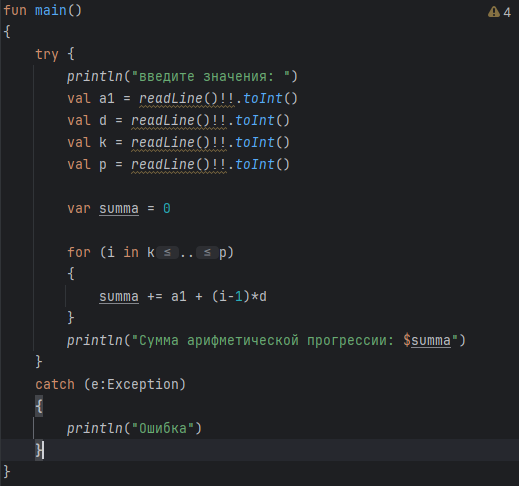 fun main()
4
{
try {
println("введите значения: ")
val a1 = readLine()!!.toInt()
val d = readLine()!!.toInt()
val k = readLine()!!.toInt()
val p = readLine()!!.toInt()
var summa = 0
for (i in k ≤ .. ≤ p)
{
summa += a1 + (i-1)*d
}
println("Сумма арифметической прогрессии: $summa")
}
catch (e:Exception)
{
println("Ошибка")
}
}